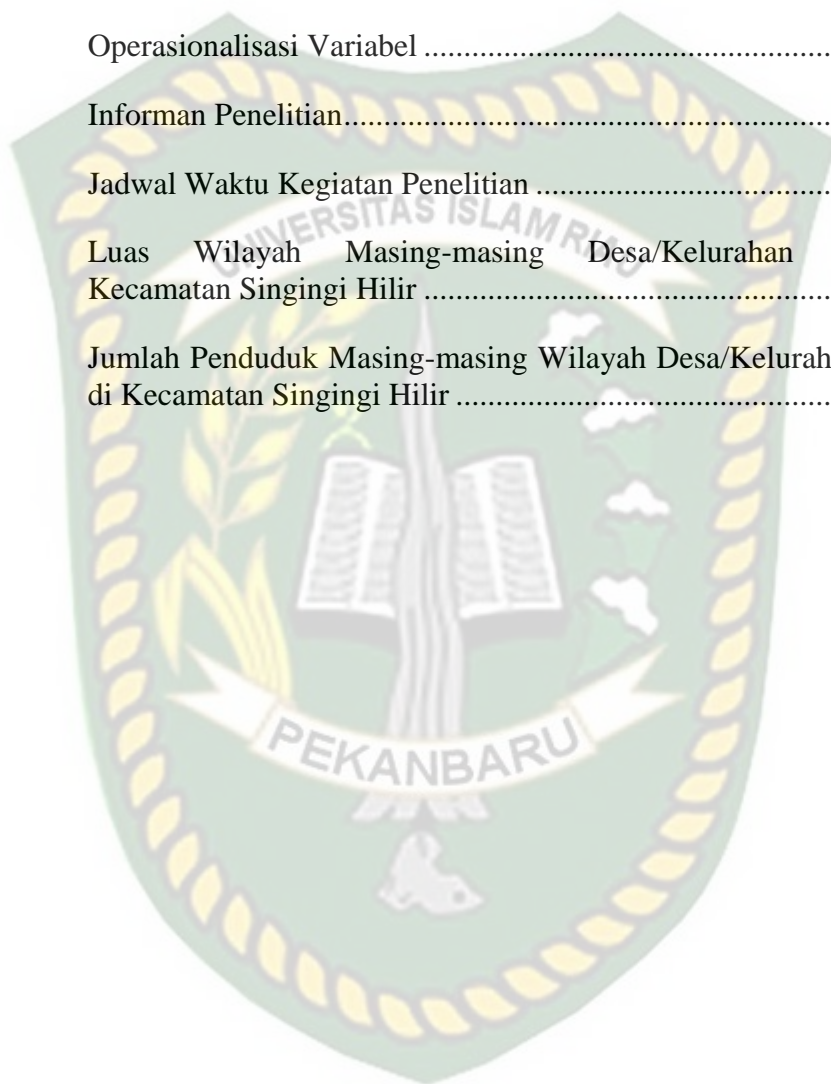 Operasionalisasi Variabel ..................................................
Informan Penelitian............................................................
Jadwal Waktu Kegiatan Penelitian .....................................
UNIVERSITAS ISLAM RIAU
Luas Wilayah Masing-masing Desa/Kelurahan
Kecamatan Singingi Hilir ..................................................
Jumlah Penduduk Masing-masing Wilayah Desa/Kelurah
di Kecamatan Singingi Hilir ..............................................
PEKANBARU